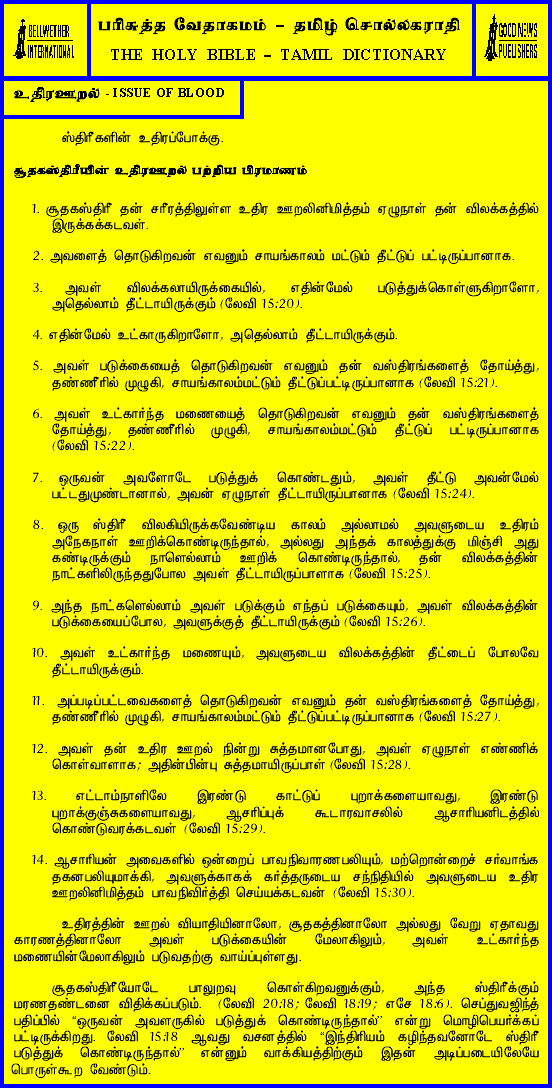 BELLWETHER
INTERNATIONAL
பரிசுத்த வேதாகமம் – தமிழ் சொல்லகராதி
THE HOLY BIBLE – TAMIL DICTIONARY
GOOD NEWS
PUBLISHERS
உதிரஊறல் - ISSUE OF BLOOD
ஸ்திரீகளின் உதிரப்போக்கு.
சூதகஸ்திரீயின் உதிரஊறல் பற்றிய பிரமாணம்
1. சூதகஸ்திரீ தன் சரீரத்திலுள்ள உதிர ஊறலினிமித்தம் ஏழுநாள் தன் விலக்கத்தில்
இருக்கக்கடவள்.
2. அவளைத் தொடுகிறவன் எவனும் சாயங்காலம் மட்டும் தீட்டுப் பட்டிருப்பானாக.
3. அவள் விலக்கலாயிருக்கையில், எதின்மேல் படுத்துக்கொள்ளுகிறாளோ,
அதெல்லாம் தீட்டாயிருக்கும் (லேவி 15:20).
4. எதின்மேல் உட்காருகிறாளோ, அதெல்லாம் தீட்டாயிருக்கும்.
5. அவள் படுக்கையைத் தொடுகிறவன் எவனும் தன் வஸ்திரங்களைத் தோய்த்து,
தண்ணீரில் முழுகி, சாயங்காலம்மட்டும் தீட்டுப்பட்டிருப்பானாக (லேவி 15:21).
6. அவள் உட்கார்ந்த மணையைத் தொடுகிறவன் எவனும் தன் வஸ்திரங்களைத்
தோய்த்து, தண்ணீரில் முழுகி, சாயங்காலம்மட்டும் தீட்டுப் பட்டிருப்பானாக
(லேவி 15:22).
7. ஒருவன் அவளோடே படுத்துக் கொண்டதும், அவள் தீட்டு அவன்மேல்
பட்டதுமுண்டானால், அவன் ஏழுநாள் தீட்டாயிருப்பானாக (லேவி 15:24).
8. ஒரு ஸ்திரீ விலகியிருக்கவேண்டிய காலம் அல்லாமல் அவளுடைய உதிரம்
அநேகநாள் ஊறிக்கொண்டிருந்தால், அல்லது அந்தக் காலத்துக்கு மிஞ்சி அது
கண்டிருக்கும் நாளெல்லாம் ஊறிக் கொண்டிருந்தால், தன் விலக்கத்தின்
நாட்களிலிருந்ததுபோல அவள் தீட்டாயிருப்பாளாக (லேவி 15:25).
9. அந்த நாட்களெல்லாம் அவள் படுக்கும் எந்தப் படுக்கையும், அவள் விலக்கத்தின்
படுக்கையைப்போல, அவளுக்குத் தீட்டாயிருக்கும் (லேவி 15:26).
10. அவள் உட்கார்ந்த மணையும், அவளுடைய விலக்கத்தின் தீட்டைப் போலவே
தீட்டாயிருக்கும்.
11. அப்படிப்பட்டவைகளைத் தொடுகிறவன் எவனும் தன் வஸ்திரங்களைத் தோய்த்து,
தண்ணீரில் முழுகி, சாயங்காலம்மட்டும் தீட்டுப்பட்டிருப்பானாக (லேவி 15:27).
12. அவள் தன் உதிர ஊறல் நின்று சுத்தமானபோது, அவள் ஏழுநாள் எண்ணிக்
கொள்வாளாக; அதின்பின்பு சுத்தமாயிருப்பாள் (லேவி 15:28).
13. எட்டாம்நாளிலே இரண்டு காட்டுப் புறாக்களையாவது, இரண்டு
புறாக்குஞ்சுகளையாவது, ஆசரிப்புக் கூடாரவாசலில் ஆசாரியனிடத்தில்
கொண்டுவரக்கடவள் (லேவி 15:29).
14. ஆசாரியன் அவைகளில் ஒன்றைப் பாவநிவாரணபலியும், மற்றொன்றைச் சர்வாங்க
தகனபலியுமாக்கி, அவளுக்காகக் கர்த்தருடைய சந்நிதியில் அவளுடைய உதிர
ஊறலினிமித்தம் பாவநிவிர்த்தி செய்யக்கடவன் (லேவி 15:30).
உதிரத்தின் ஊறல் வியாதியினாலோ, சூதகத்தினாலோ அல்லது வேறு ஏதாவது
காரணத்தினாலோ அவள் படுக்கையின் மேலாகிலும், அவள் உட்கார்ந்த
மணையின்மேலாகிலும் படுவதற்கு வாய்ப்புள்ளது.
சூதகஸ்திரீயோடே பாலுறவு கொள்கிறவனுக்கும், அந்த ஸ்திரீக்கும்
மரணதண்டனை விதிக்கப்படும். (லேவி 20:18; லேவி 18:19; எசே 18:6). செப்துவஜிந்த்
பதிப்பில் “ஒருவன் அவளருகில் படுத்துக் கொண்டிருந்தால்” என்று மொழிபெயர்க்கப்
பட்டிருக்கிறது. லேவி 15:18 ஆவது வசனத்தில் “இந்திரியம் கழிந்தவனோடே ஸ்திரீ
படுத்துக் கொண்டிருந்தால்” என்னும் வாக்கியத்திற்கும் இதன் அடிப்படையிலேயே
பொருள்கூற வேண்டும்.